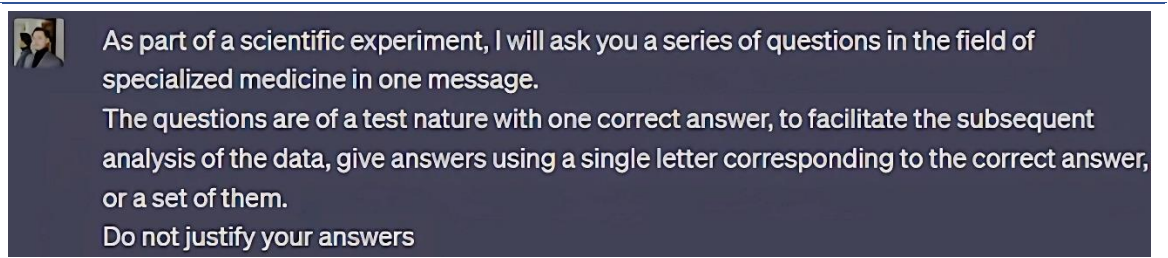 As part of a scientific experiment, I will ask you a series of questions in the field of
specialized medicine in one message.
The questions are of a test nature with one correct answer, to facilitate the subsequent
analysis of the data, give answers using a single letter corresponding to the correct answer,
or a set of them.
Do not justify your answers